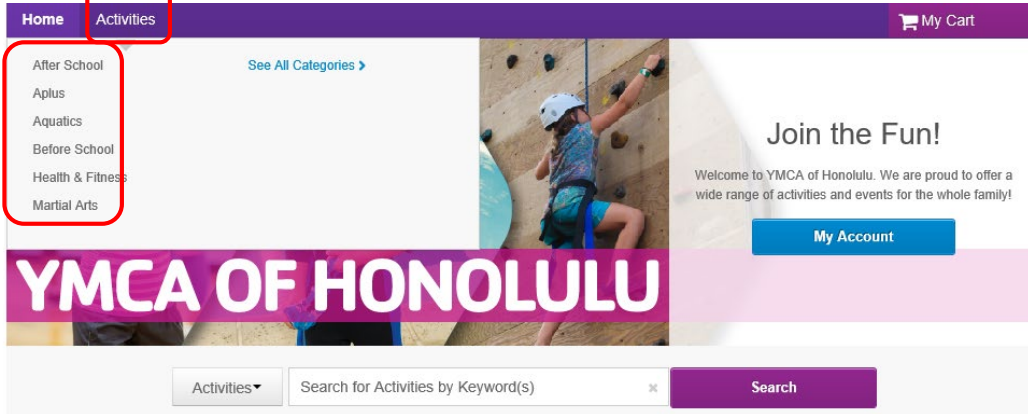 Home Activities My Cart
After School See All Categories >
Aplus
Aquatics
Before School
Health & Fitness
Martial Arts
Join the Fun!
Welcome to YMCA of Honolulu. We are proud to offer a
wide range of activities and events for the whole family!
My Account
YMCA OF HONOLULU
Activities Search for Activities by Keyword(s) × Search